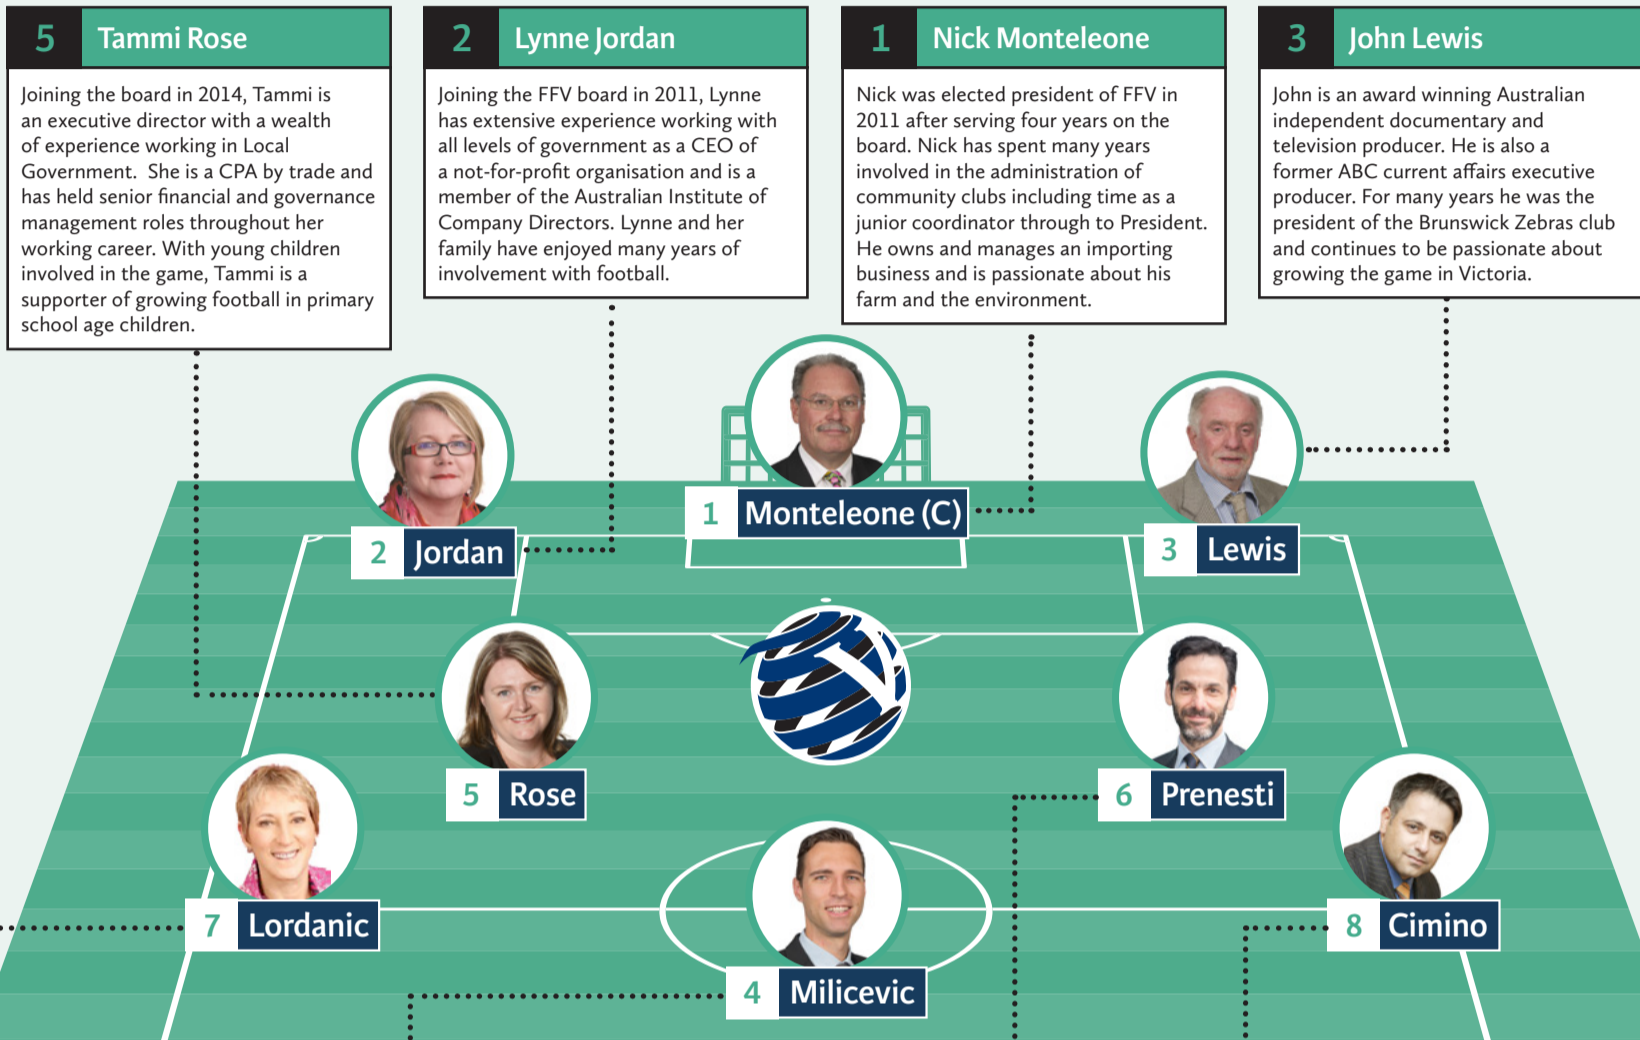 5 Tammi Rose
Joining the board in 2014, Tammi is
an executive director with a wealth
of experience working in Local
Government.  She is a CPA by trade and
has held senior financial and governance
management roles throughout her
working career. With young children
involved in the game, Tammi is a
supporter of growing football in primary
school age children.
2 Lynne Jordan
Joining the FFV board in 2011, Lynne
has extensive experience working with
all levels of government as a CEO of
a not-for-profit organisation and is a
member of the Australian Institute of
Company Directors. Lynne and her
family have enjoyed many years of
involvement with football.
1 Nick Monteleone
Nick was elected president of FFV in
2011 after serving four years on the
board. Nick has spent many years
involved in the administration of
community clubs including time as a
junior coordinator through to President.
He owns and manages an importing
business and is passionate about his
farm and the environment.
3 John Lewis
John is an award winning Australian
independent documentary and
television producer. He is also a
former ABC current affairs executive
producer. For many years he was the
president of the Brunswick Zebras club
and continues to be passionate about
growing the game in Victoria.
1 Monteleone (C)
2 Jordan
3 Lewis
5 Rose
6 Prenesti
7 Lordanic
8 Cimino
4 Milicevic